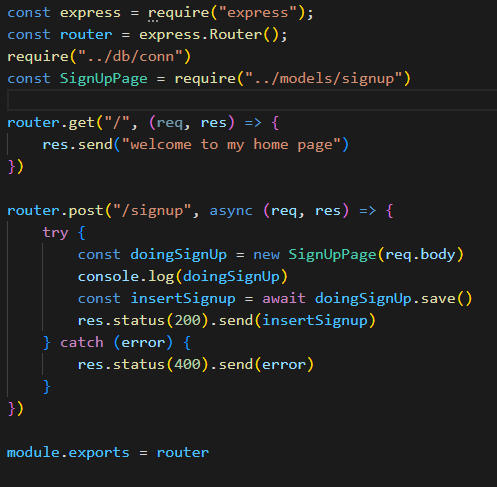 const express = require("express");
const router = express.Router();
require("../db/conn")
const SignUpPage = require("../models/signup")
router.get("/", (req, res) => {
    res.send("welcome to my home page")
})
router.post("/signup", async (req, res) => {
    try {
        const doingSignUp = new SignUpPage(req.body)
        console.log(doingSignUp)
        const insertSignup = await doingSignUp.save()
        res.status(200).send(insertSignup)
    } catch (error) {
        res.status(400).send(error)
    }
})
module.exports = router